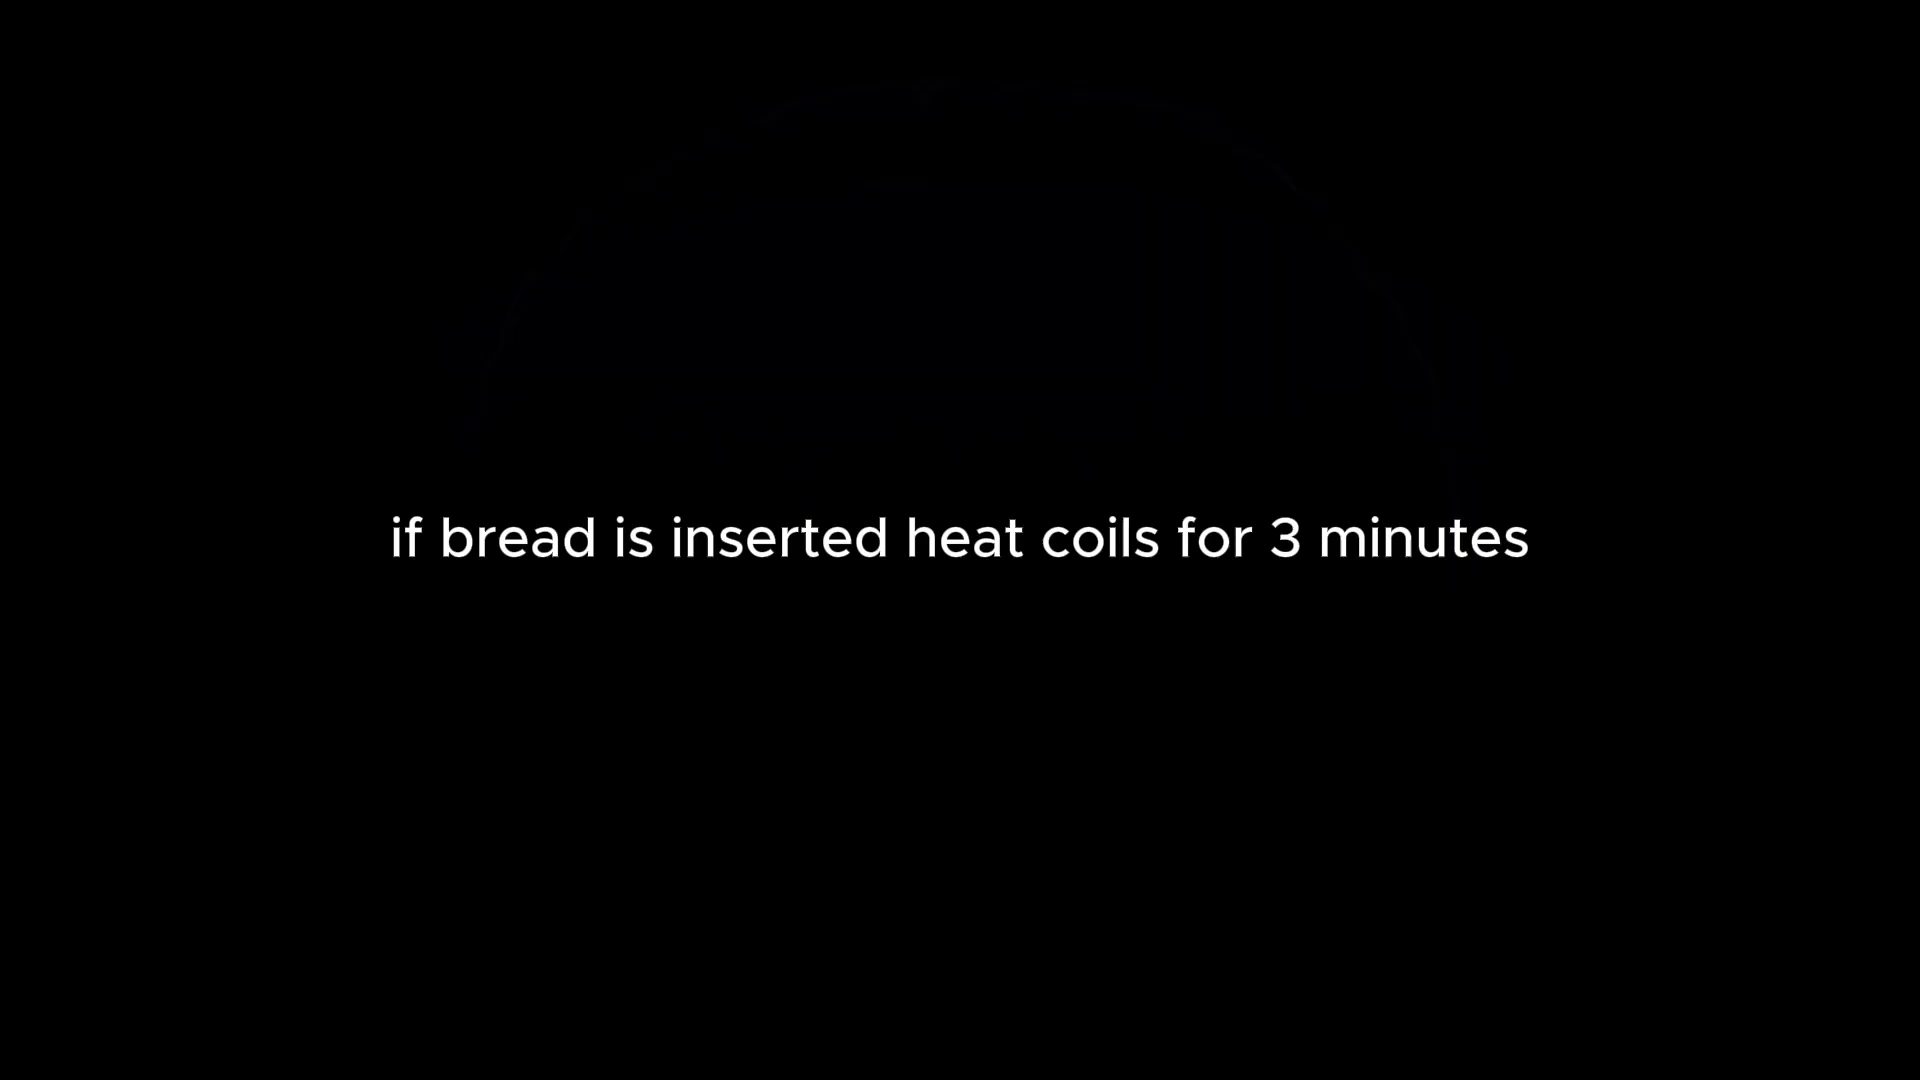 if bread is inserted heat coils for 3 minutes